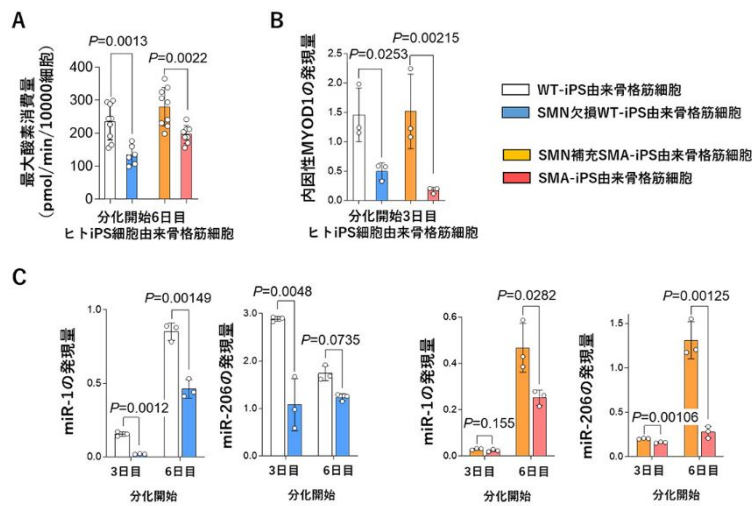 A
P=0.0013
P=0.0022
最大酸素消費量
(pmol/min/10000細胞)
400
300
200
100
0
分化開始6日目
ヒトiPS細胞由来骨格筋細胞
B
P=0.00215
P=0.0253
内因性MYOD1の発現量
2.5
2.0
1.5
1.0
0.5
0.0
分化開始3日目
ヒトiPS細胞由来骨格筋細胞
WT-iPS由来骨格筋細胞
SMN欠損WT-iPS由来骨格筋細胞
SMN補充SMA-iPS由来骨格筋細胞
SMA-iPS由来骨格筋細胞
C
P=0.00149
P=0.0012
miR-1の発現量
1.0
0.5
0.0
3日目
6日目
分化開始
P=0.0048
P=0.0735
miR-206の発現量
3.0
2.0
1.0
0.0
3日目
6日目
分化開始
P=0.0282
P=0.155
miR-1の発現量
0.6
0.4
0.2
0.0
3日目
6日目
分化開始
P=0.00125
P=0.00106
miR-206の発現量
1.5
1.0
0.5
0.0
3日目
6日目
分化開始